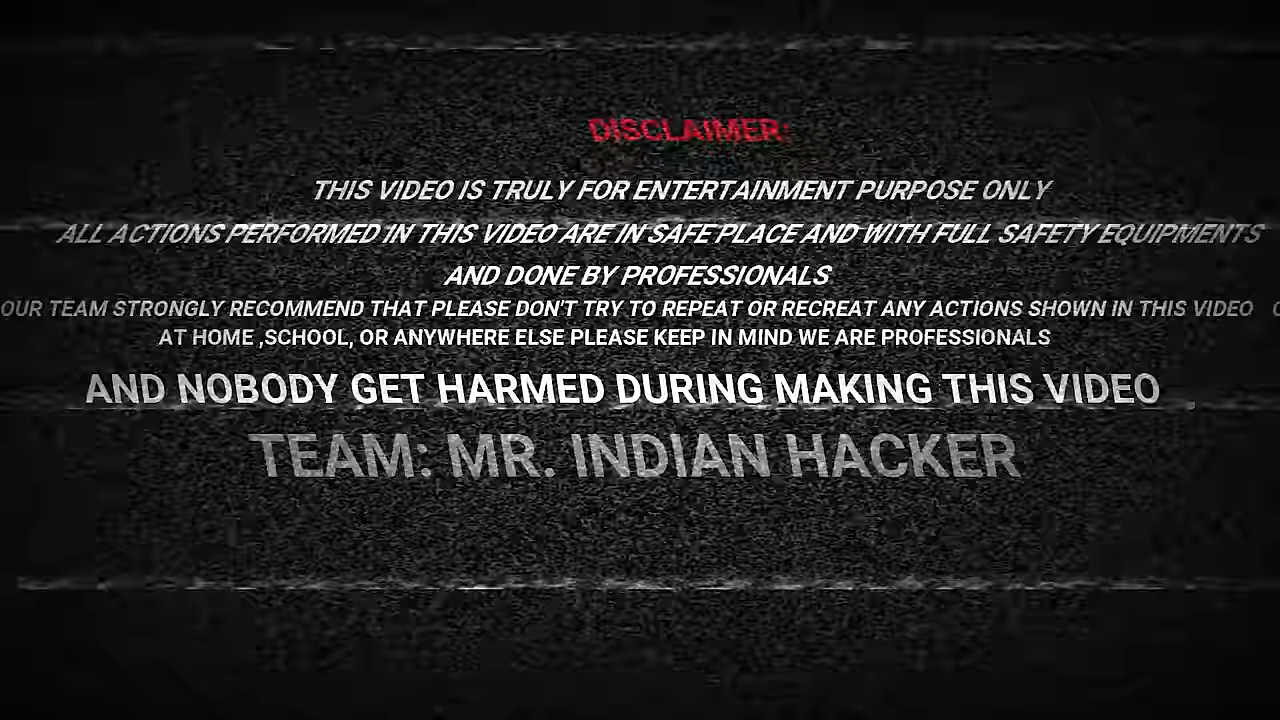 DISCLAIMER:
THIS VIDEO IS TRULY FOR ENTERTAINMENT PURPOSE ONLY
ALL ACTIONS PERFORMED IN THIS VIDEO ARE IN SAFE PLACE AND WITH FULL SAFETY EQUIPMENTS
AND DONE BY PROFESSIONALS
OUR TEAM STRONGLY RECOMMEND THAT PLEASE DON'T TRY TO REPEAT OR RECREAT ANY ACTIONS SHOWN IN THIS VIDEO
AT HOME ,SCHOOL, OR ANYWHERE ELSE PLEASE KEEP IN MIND WE ARE PROFESSIONALS
AND NOBODY GET HARMED DURING MAKING THIS VIDEO .
TEAM: MR. INDIAN HACKER